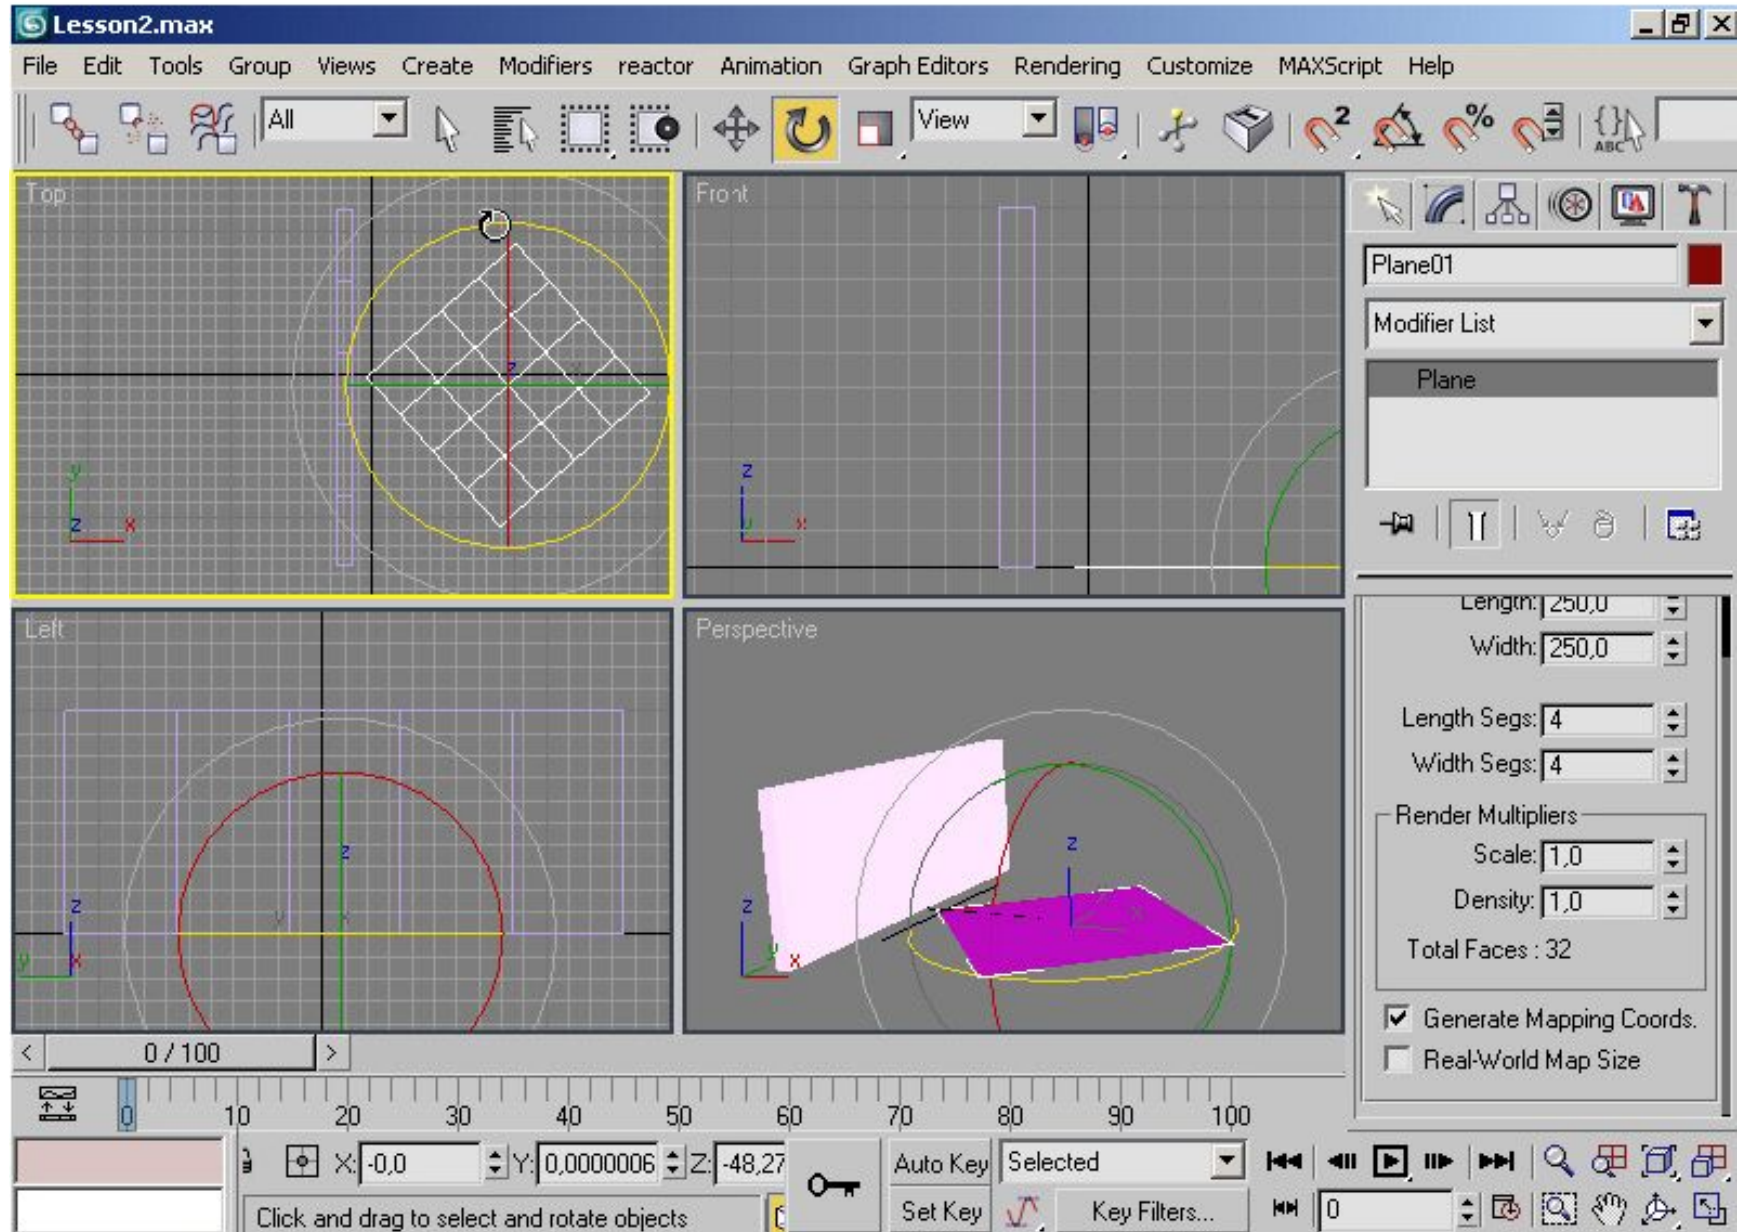 Lesson2.max
File Edit Tools Group Views Create Modifiers reactor Animation Graph Editors Rendering Customize MAXScript Help
All
View
2
%
{} ABC
Top
Front
z
y
x
z
y
x
z
Plane01
Modifier List
Plane
Left
Perspective
z
y
x
z
y
x
z
y
x
z
x
Length: 250,0
Width: 250,0
Length Segs: 4
Width Segs: 4
Render Multipliers
Scale: 1,0
Density: 1,0
Total Faces : 32
Generate Mapping Coords.
Real-World Map Size
< 0 / 100 >
0 10 20 30 40 50 60 70 80 90 100
X: -0,0 Y: 0,0000006 Z: -48,27
Auto Key Selected
Click and drag to select and rotate objects
Set Key Key Filters... 0